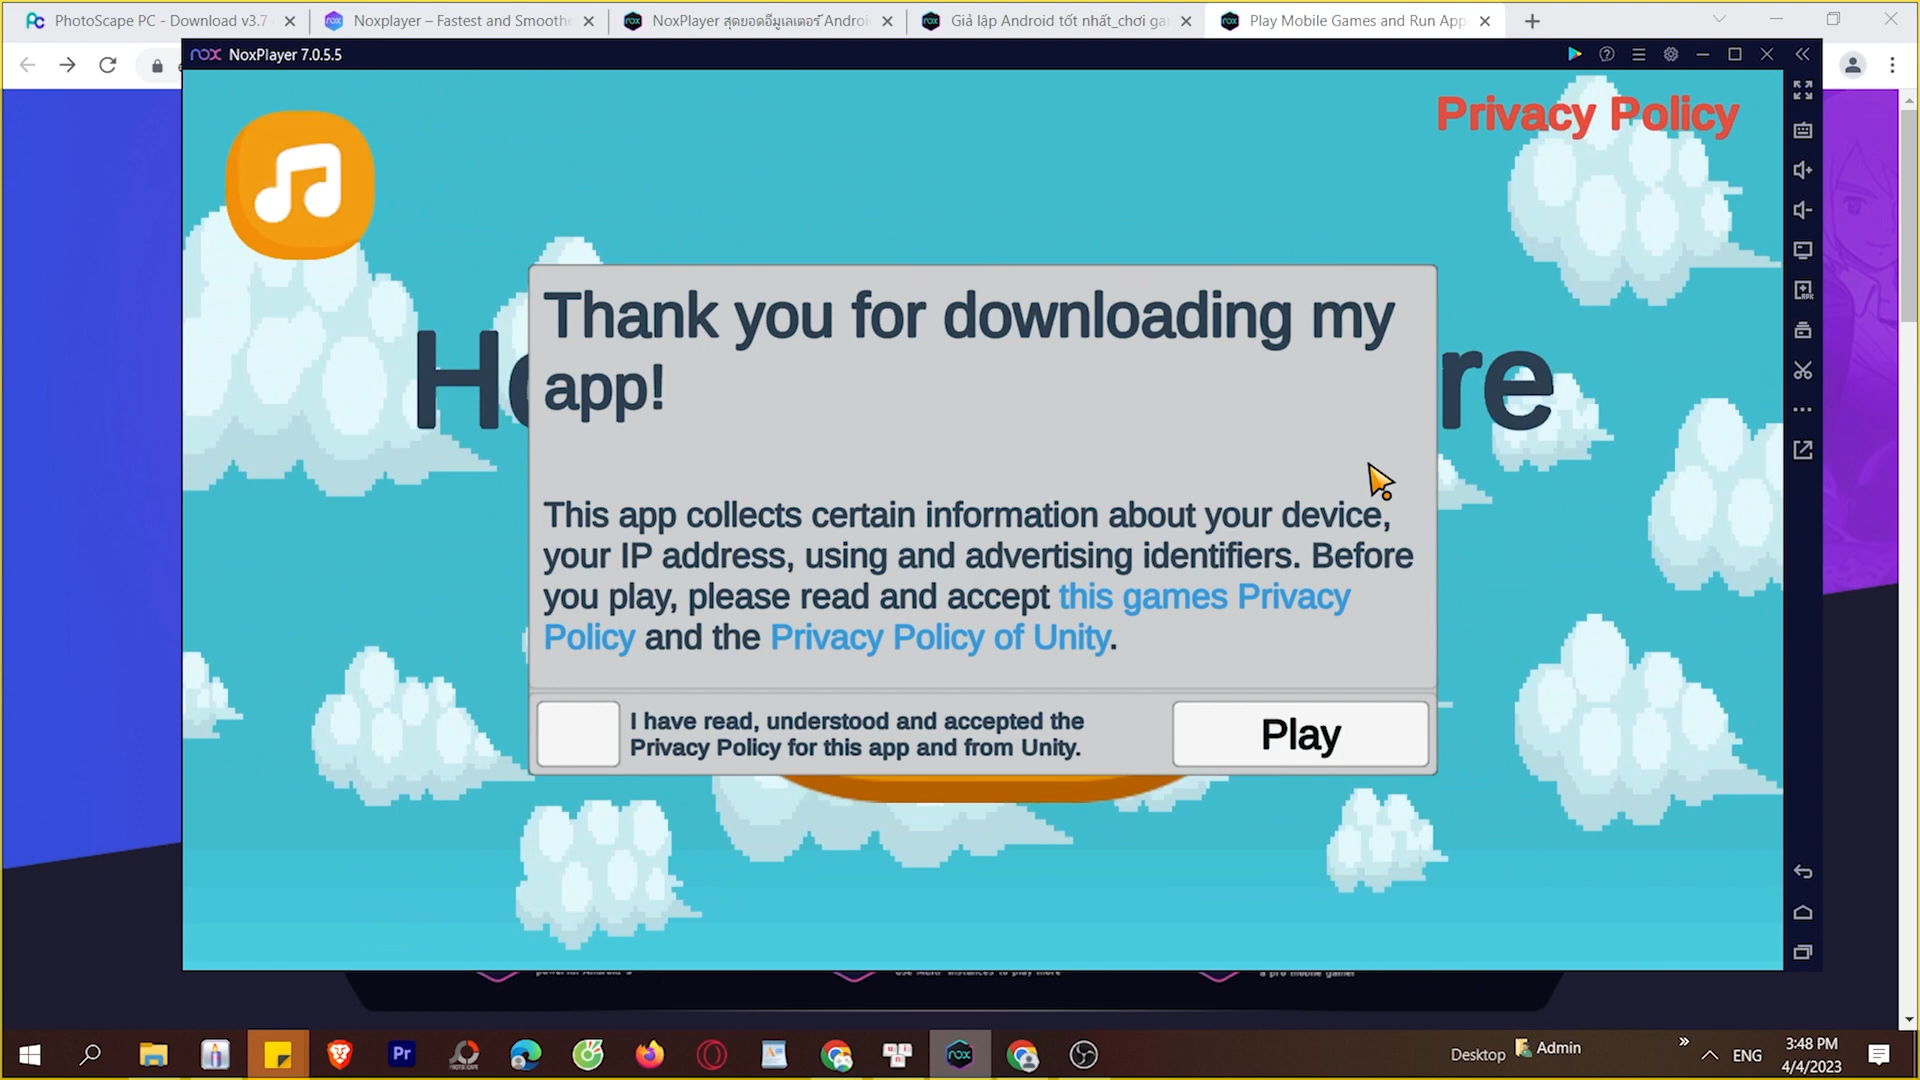 PhotoScape PC - Download v3.7
Noxplayer – Fastest and Smoothe
NoxPlayer สุดยอดอีมูเลเตอร์ Androi
Giả lập Android tốt nhất_chơi ga
Play Mobile Games and Run App
nox NoxPlayer 7.0.5.5
Privacy Policy
Thank you for downloading my
app!
This app collects certain information about your device,
your IP address, using and advertising identifiers. Before
you play, please read and accept this games Privacy
Policy and the Privacy Policy of Unity.
I have read, understood and accepted the
Privacy Policy for this app and from Unity.
Play
Pr
nox
Desktop
Admin
ENG
3:48 PM
4/4/2023